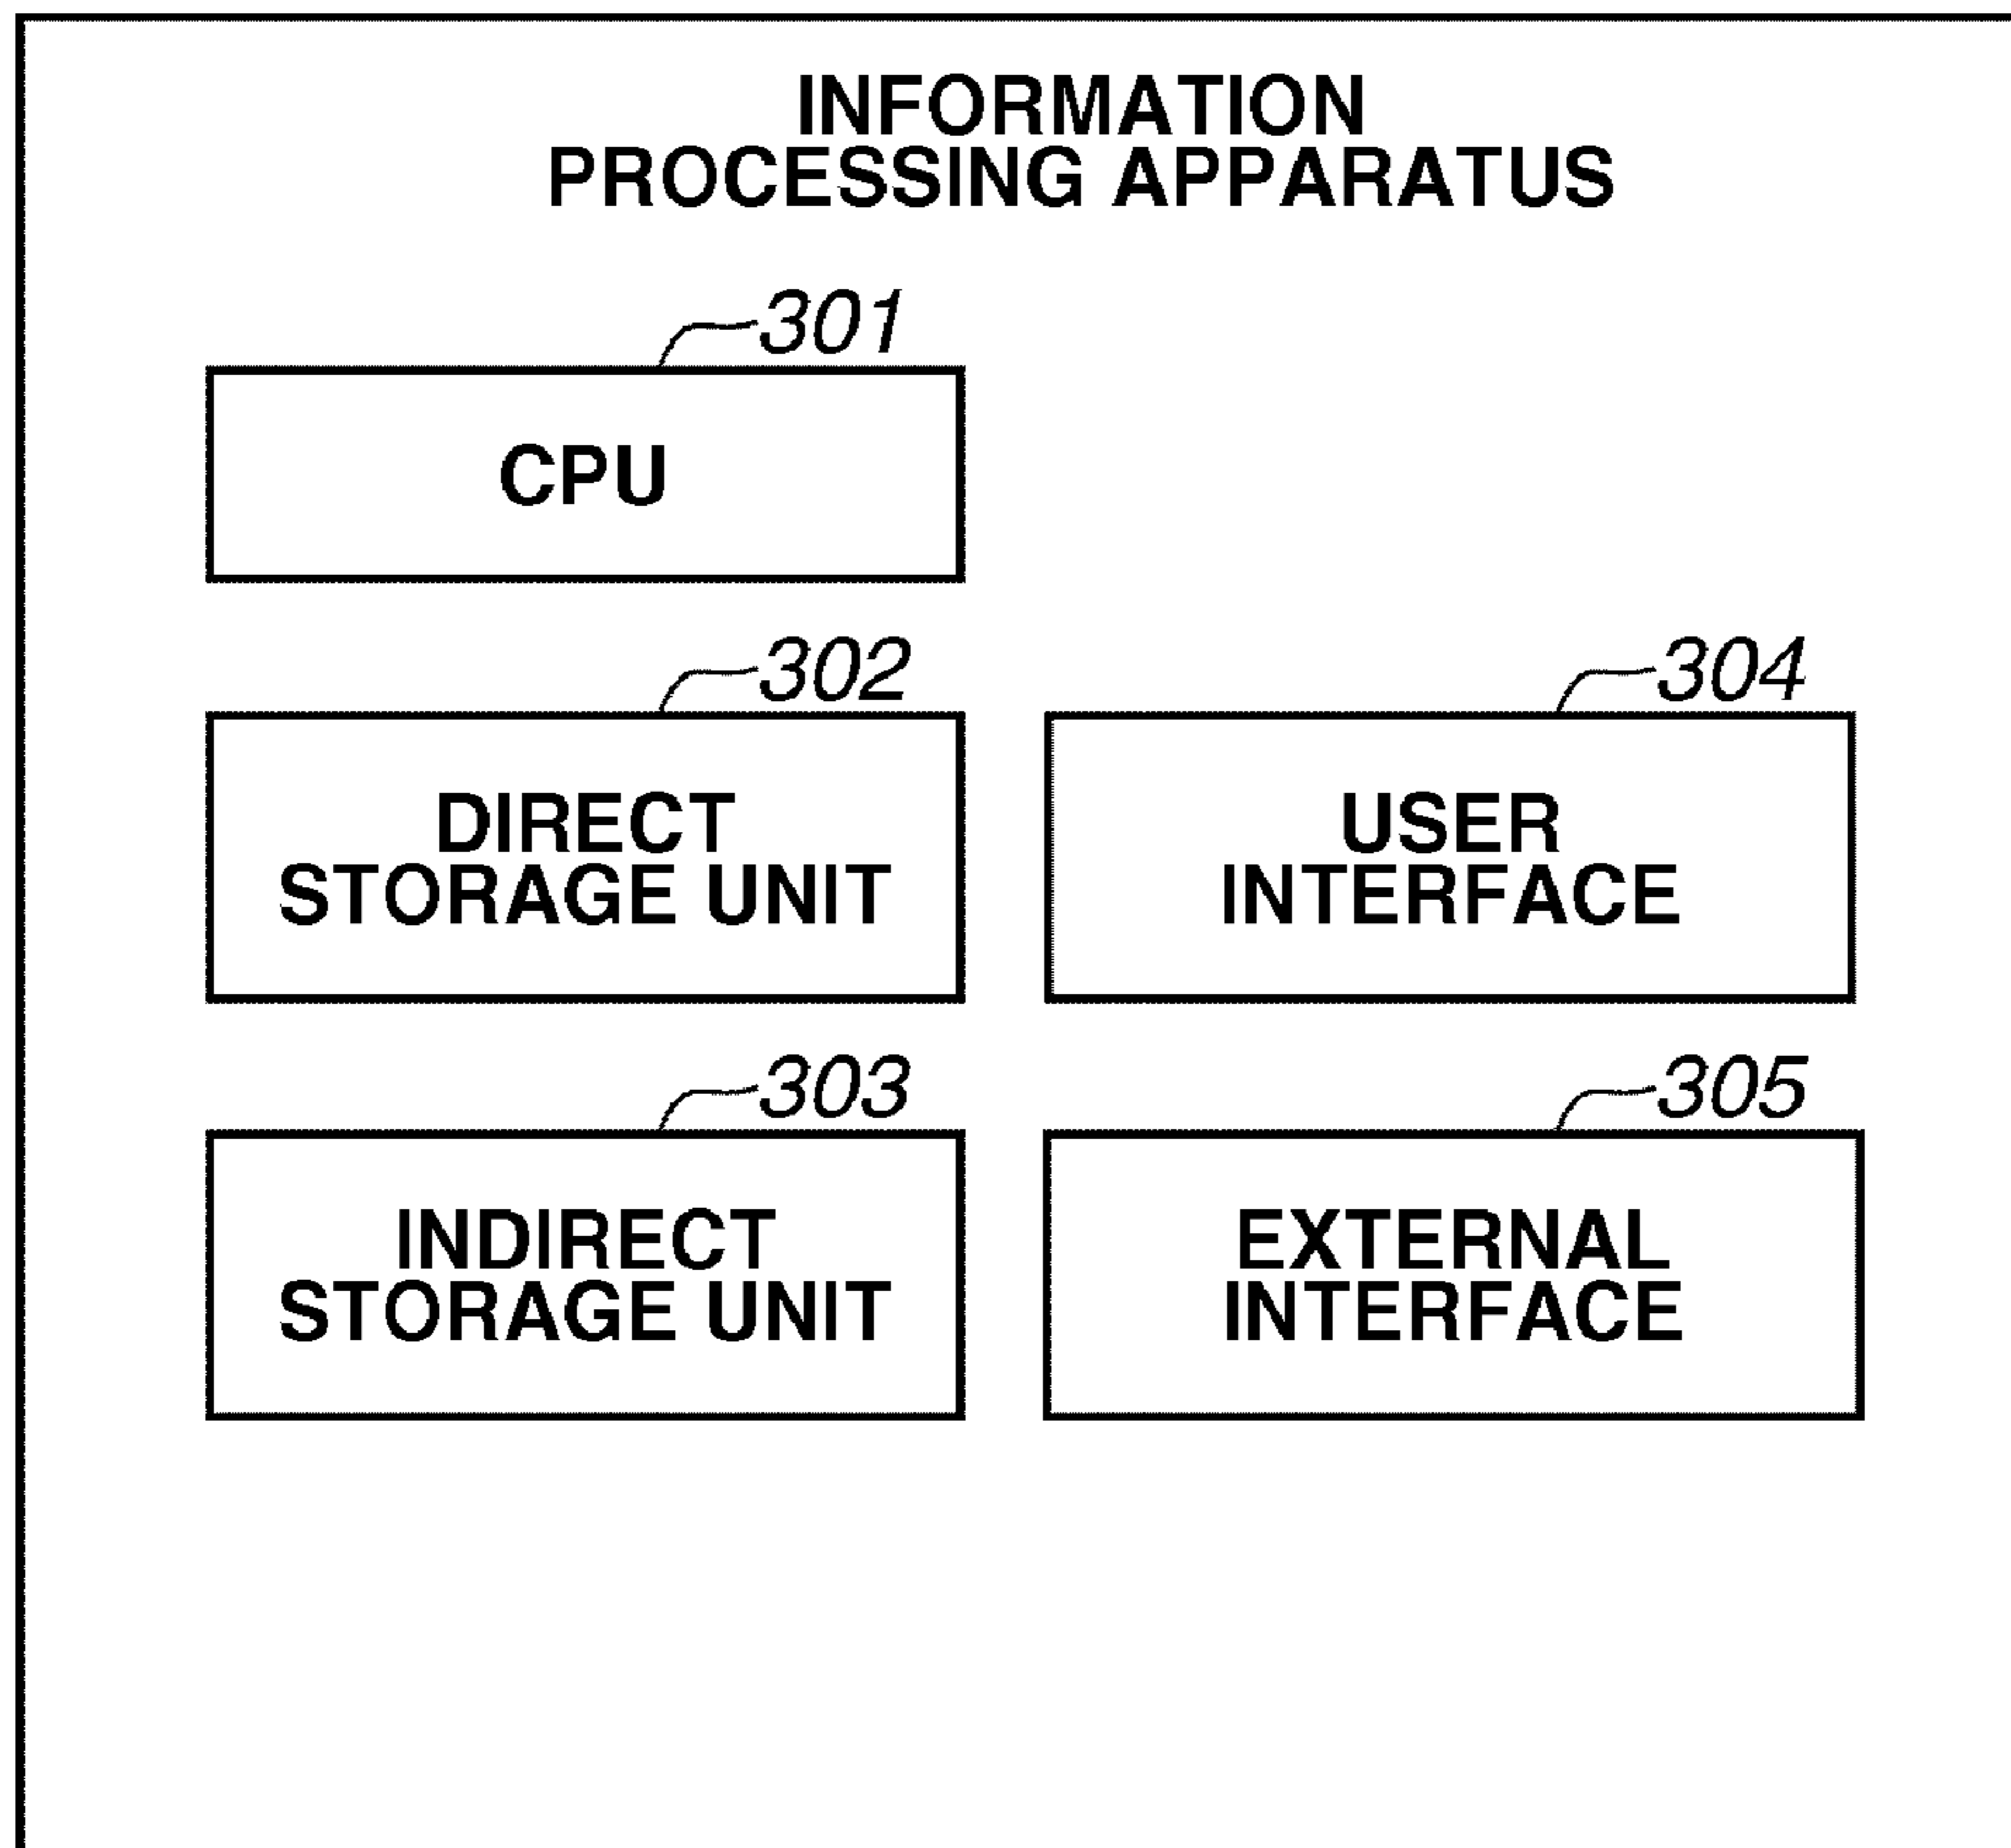 INFORMATION
PROCESSING APPARATUS
301
CPU
302
DIRECT
STORAGE UNIT
304
USER
INTERFACE
303
INDIRECT
STORAGE UNIT
305
EXTERNAL
INTERFACE